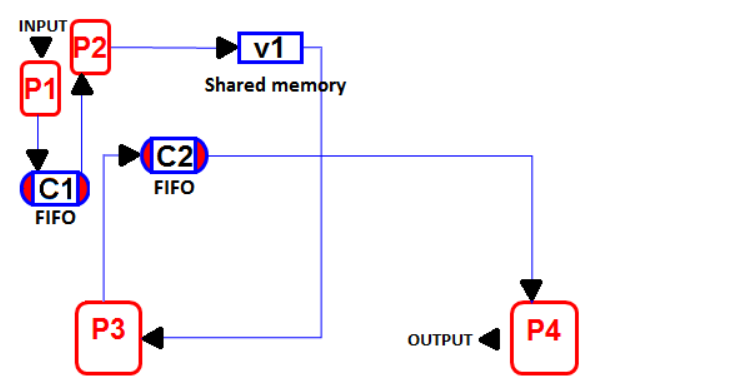 INPUT
P2
v1
P1
Shared memory
C2
FIFO
C1
FIFO
P3
P4
OUTPUT